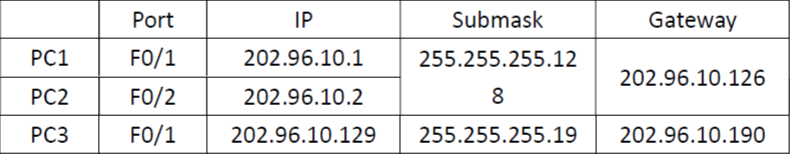 Port IP Submask Gateway
PC1 F0/1 202.96.10.1 255.255.255.12 202.96.10.126
PC2 F0/2 202.96.10.2 8
PC3 F0/1 202.96.10.129 255.255.255.19 202.96.10.190